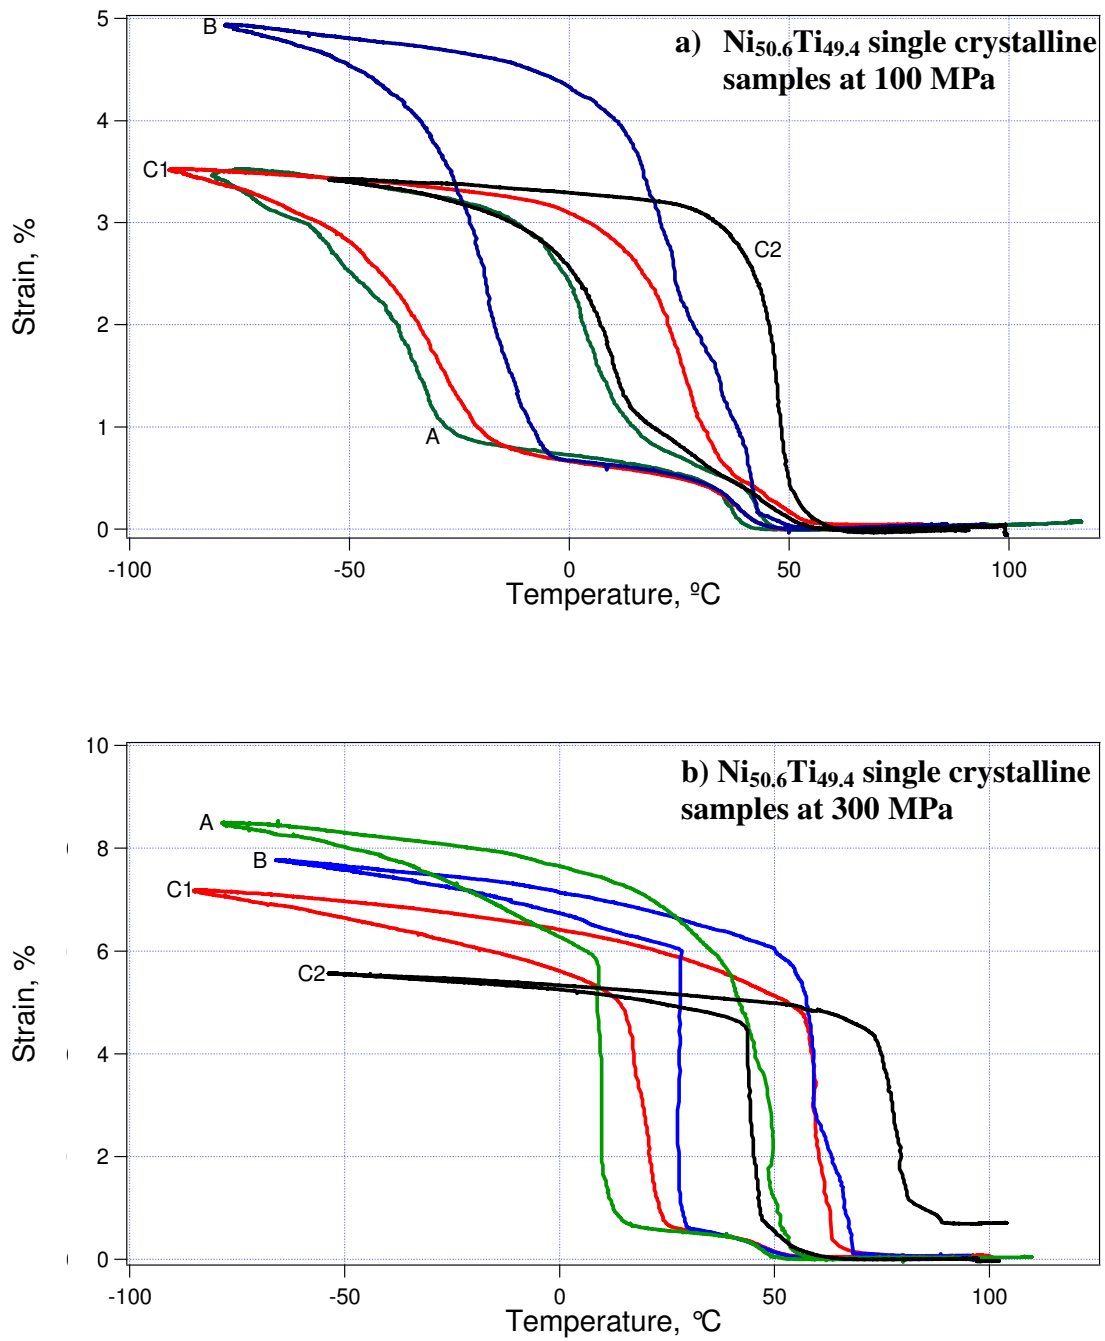 5
4
3
2
1
0
Strain, %
B
C1
C2
A
a) Ni50.6Ti49.4 single crystalline
samples at 100 MPa
-100
-50
0
50
100
Temperature, ºC
10
8
6
4
2
0
Strain, %
A
B
C1
C2
b) Ni50.6Ti49.4 single crystalline
samples at 300 MPa
-100
-50
0
50
100
Temperature, °C